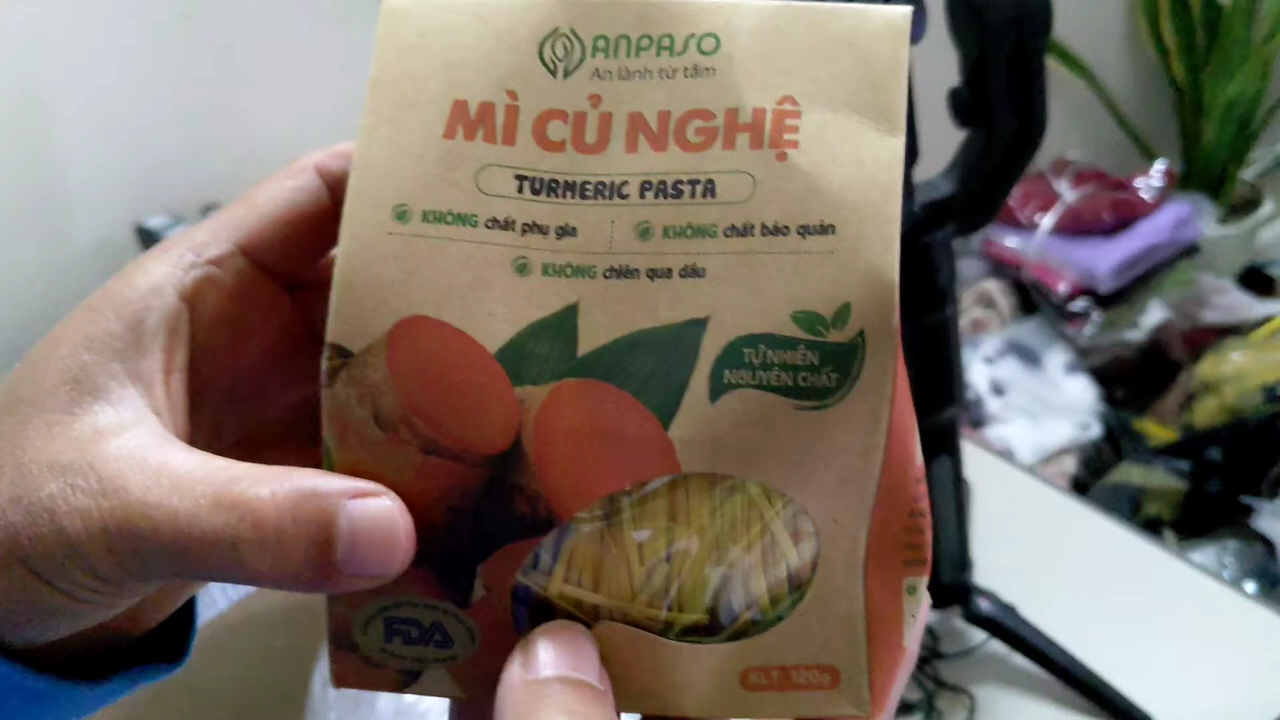 ANPASO
An lành từ tâm
MÌ CỦ NGHỆ
TURMERIC PASTA
KHÔNG chất phụ gia
KHÔNG chất bảo quản
KHÔNG chiên qua dầu
TỰ NHIÊN
NGUYÊN CHẤT
FDA
KLT 120g